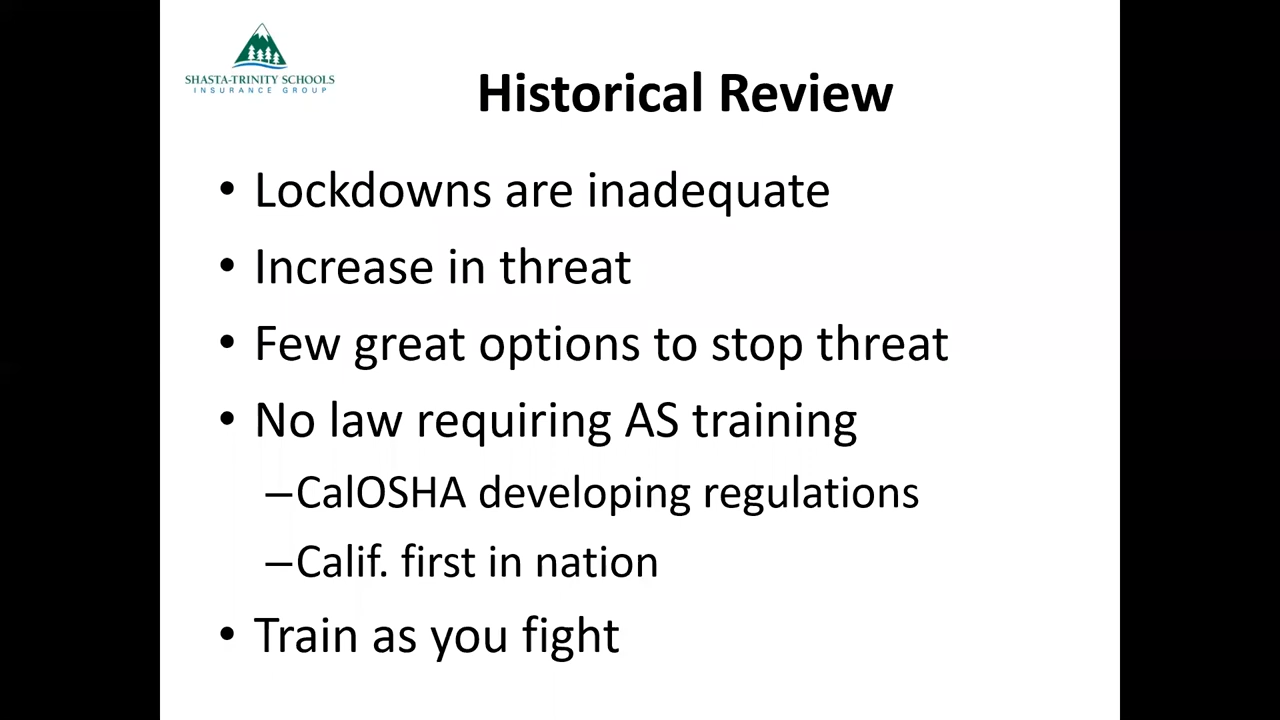 SHASTA-TRINITY SCHOOLS
INSURANCE GROUP
Historical Review
• Lockdowns are inadequate
• Increase in threat
• Few great options to stop threat
• No law requiring AS training
–CalOSHA developing regulations
–Calif. first in nation
• Train as you fight